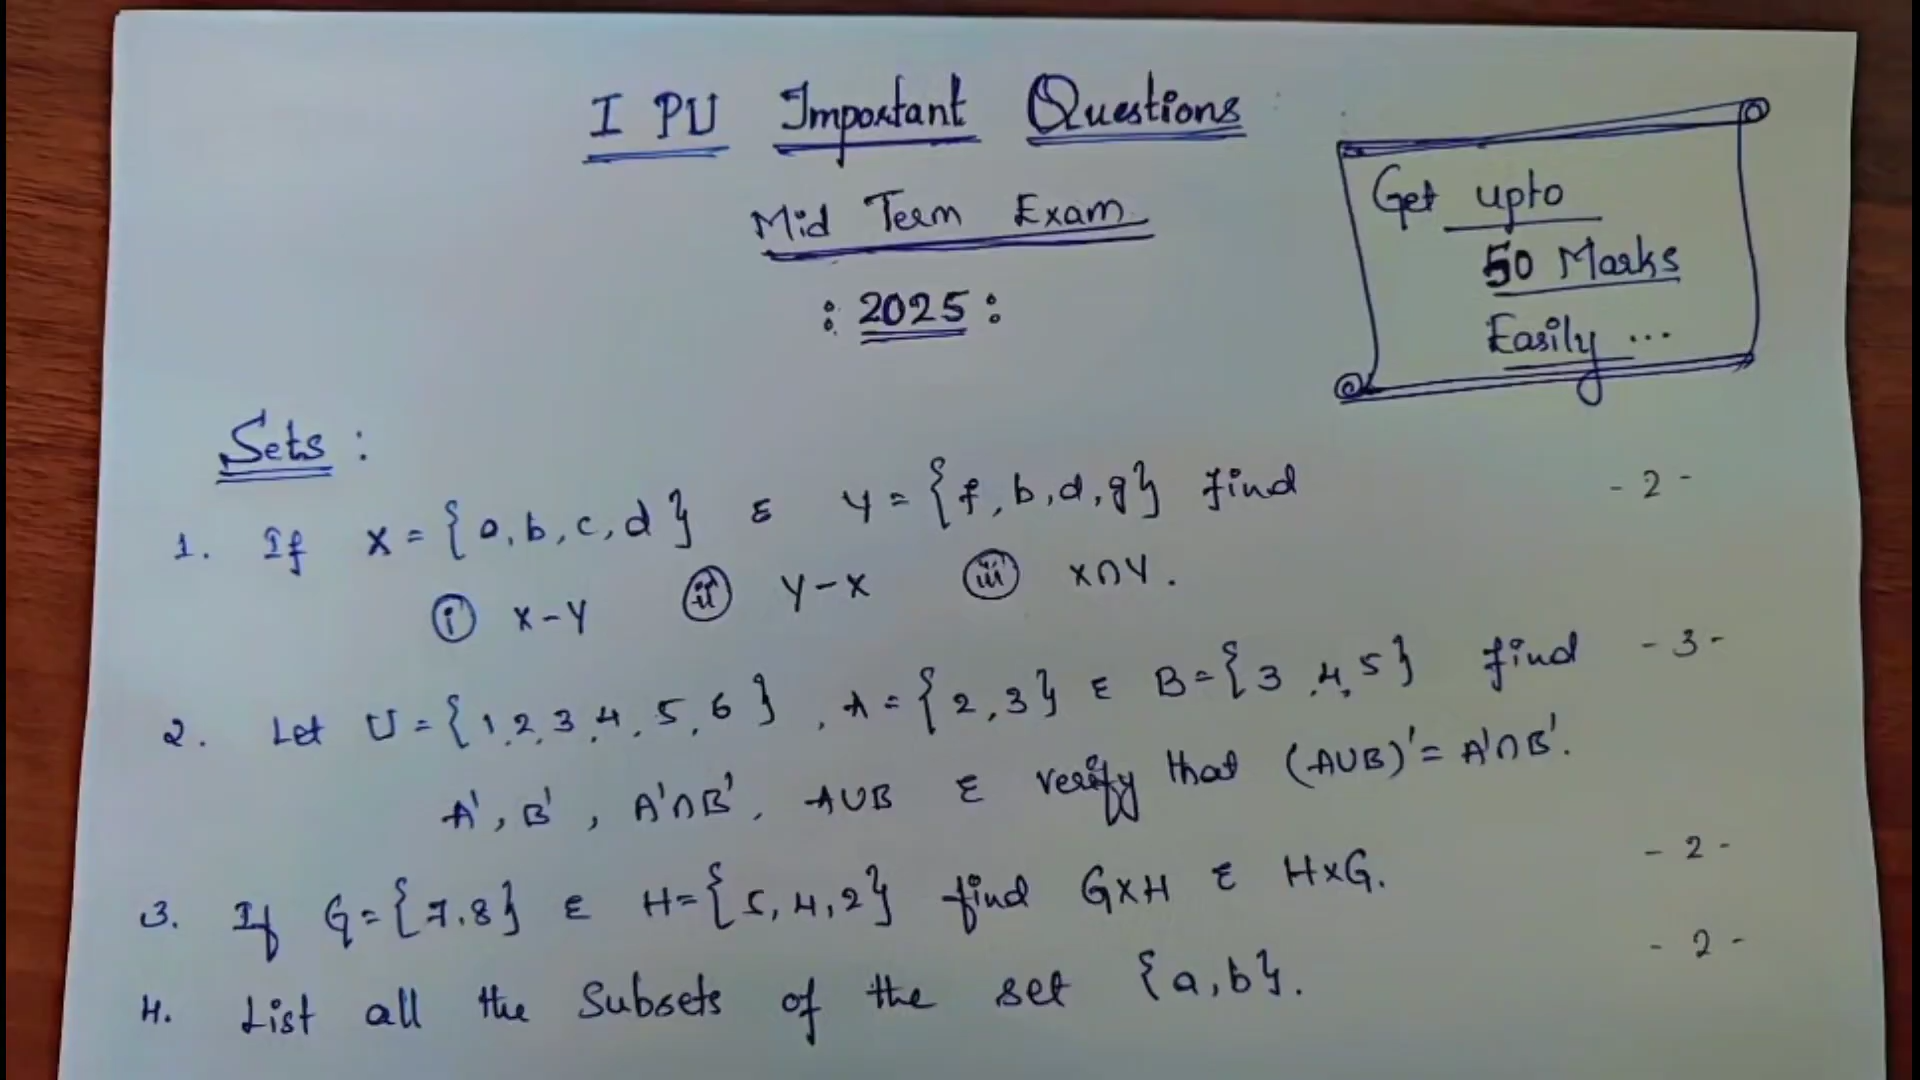 I PU Important Questions
Mid Term Exam
: 2025 :
Get upto
50 Marks
Easily ...
Sets :
1. If X = {a, b, c, d} & Y = {f, b, d, g} find - 2 -
(i) X - Y (ii) Y - X (iii) X∩Y.
2. Let U = {1, 2, 3, 4, 5, 6}, A = {2, 3} & B = {3, 4, 5} find - 3 -
A', B', A'∩B', A∪B & verify that (A∪B)' = A'∩B'.
3. If G = {7, 8} & H = {5, 4, 2} find G×H & H×G. - 2 -
4. List all the Subsets of the set {a, b}. - 2 -